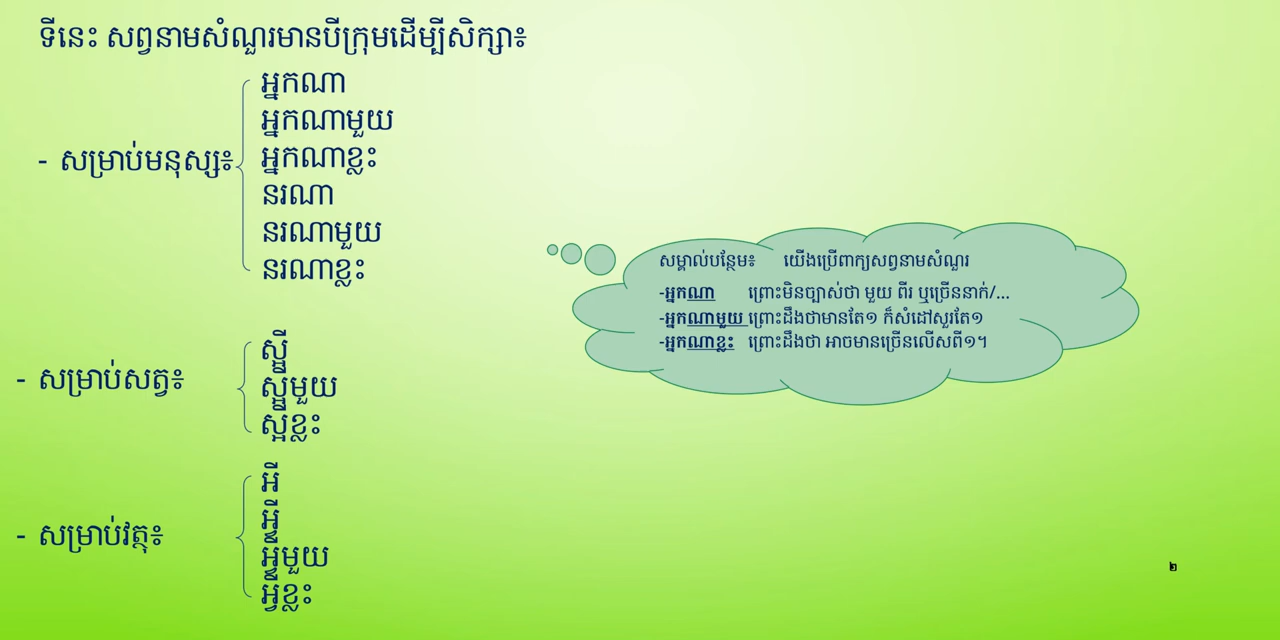 ទីនេះ សព្វនាមសំណួរមានបីក្រុមដើម្បីសិក្សា៖
- សម្រាប់មនុស្ស៖
អ្នកណា
អ្នកណាមួយ
អ្នកណាខ្លះ
នរណា
នរណាមួយ
នរណាខ្លះ
- សម្រាប់សត្វ៖
ស្អី
ស្អីមួយ
ស្អីខ្លះ
- សម្រាប់វត្ថុ៖
អី
អ្វី
អ្វីមួយ
អ្វីខ្លះ
សម្គាល់បន្ថែម៖ យើងប្រើពាក្យសព្វនាមសំណួរ
-អ្នកណា ព្រោះមិនច្បាស់ថា មួយ ពីរ ឬច្រើននាក់/...
-អ្នកណាមួយ ព្រោះដឹងថាមានតែ១ ក៏សំដៅសួរតែ១
-អ្នកណាខ្លះ ព្រោះដឹងថា អាចមានច្រើនលើសពី១។
២